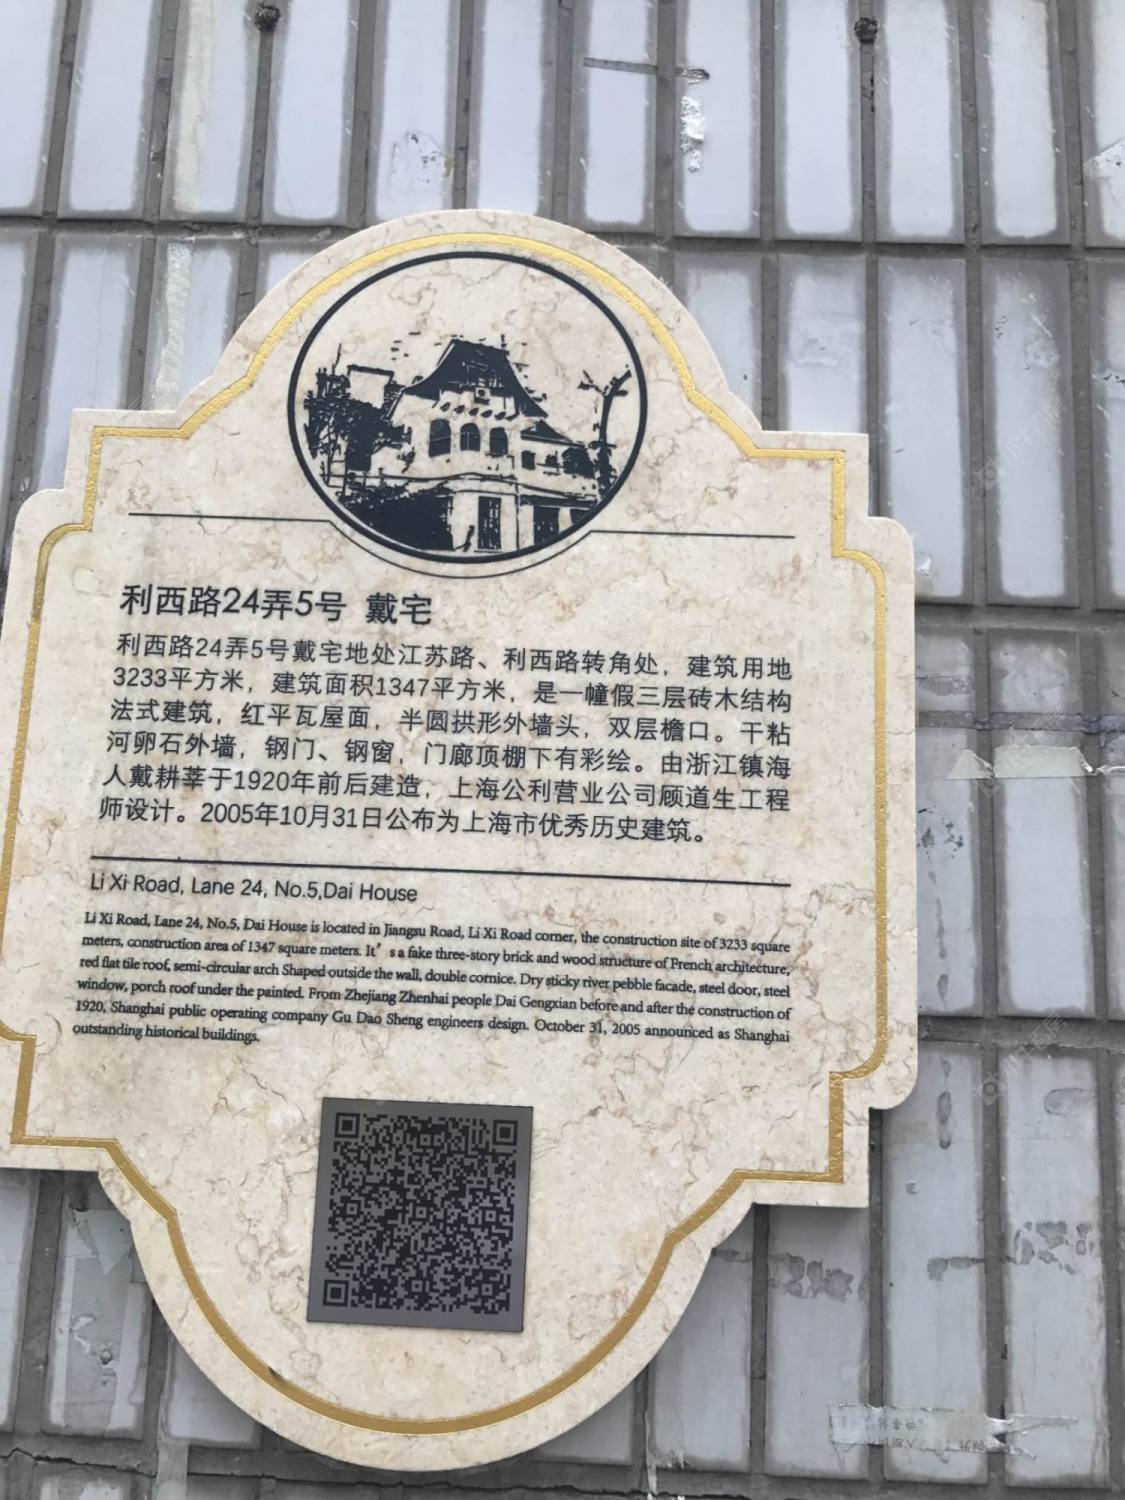 利西路24弄5号 戴宅
利西路24弄5号戴宅地处江苏路、利西路转角处，建筑用地
3233平方米，建筑面积1347平方米，是一幢假三层砖木结构
法式建筑，红平瓦屋面，半圆拱形外墙头，双层檐口。干粘
河卵石外墙，钢门、钢窗，门廊顶棚下有彩绘。由浙江镇海
人戴耕莘于1920年前后建造，上海公利营业公司顾道生工程
师设计。2005年10月31日公布为上海市优秀历史建筑。
Li Xi Road, Lane 24, No.5,Dai House
Li Xi Road, Lane 24, No.5, Dai House is located in Jiangsu Road, Li Xi Road corner, the construction site of 3233 square
meters, construction area of 1347 square meters. It’s a fake three-story brick and wood structure of French architecture,
red flat tile roof, semi-circular arch Shaped outside the wall, double cornice. Dry sticky river pebble facade, steel door, steel
window, porch roof under the painted. From Zhejiang Zhenhai people Dai Gengxian before and after the construction of
1920, Shanghai public operating company Gu Dao Sheng engineers design. October 31, 2005 announced as Shanghai
outstanding historical buildings.